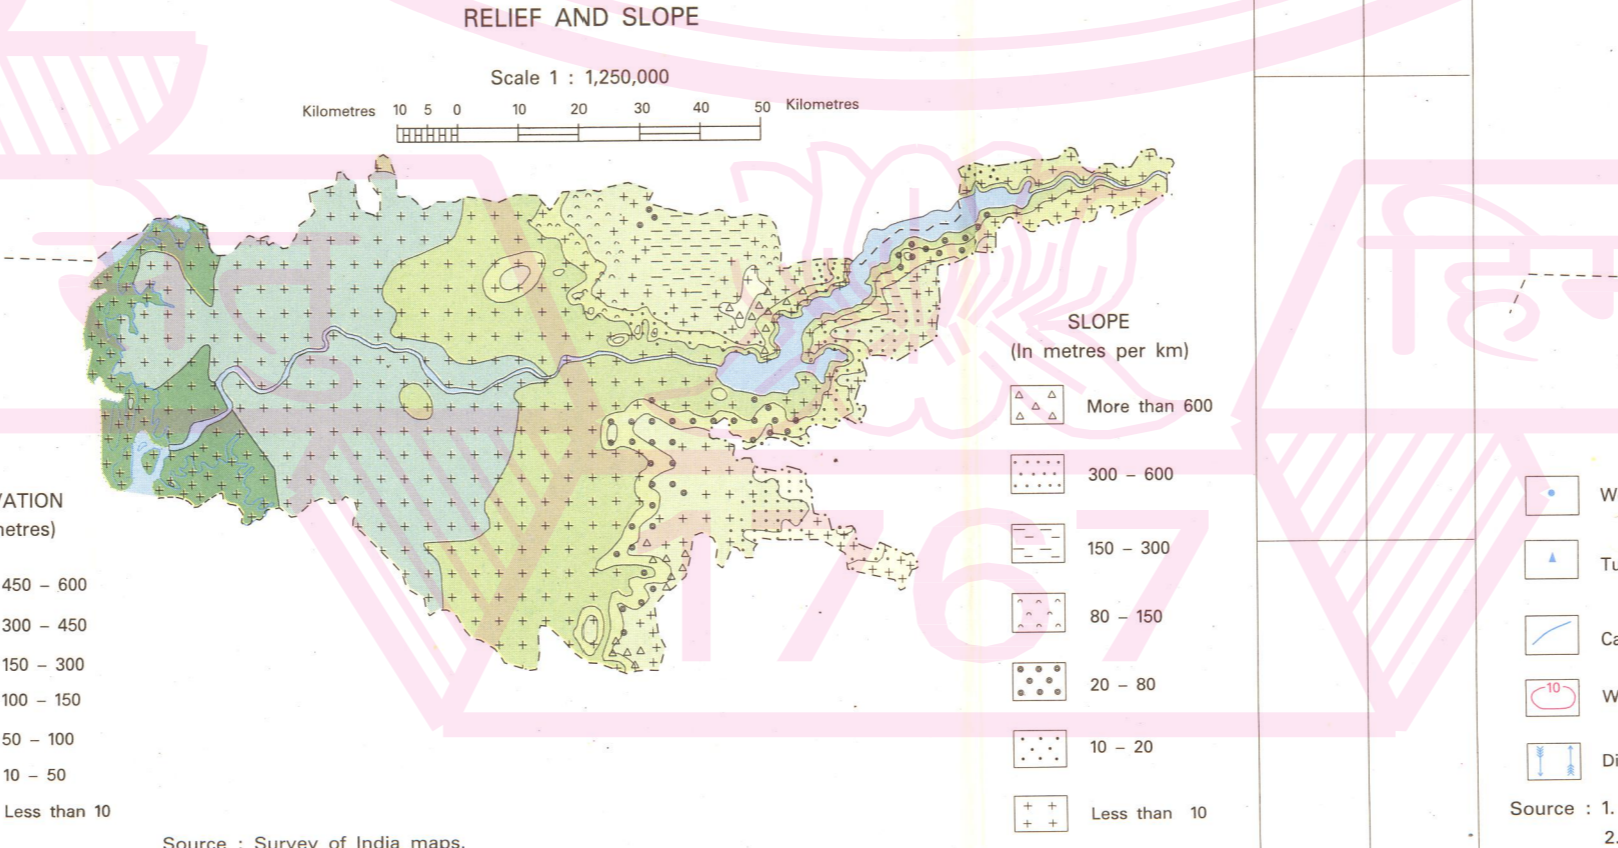 RELIEF AND SLOPE
Scale 1 : 1,250,000
Kilometres 10 5 0 10 20 30 40 50 Kilometres
SLOPE
(In metres per km)
More than 600
300 – 600
150 – 300
80 – 150
20 – 80
10 – 20
Less than 10
VATION
netres)
450 – 600
300 – 450
150 – 300
100 – 150
50 – 100
10 – 50
Less than 10
Source : Survey of India maps.
W
Tu
Ca
10 W
Di
Source : 1.
2.
1767
हि